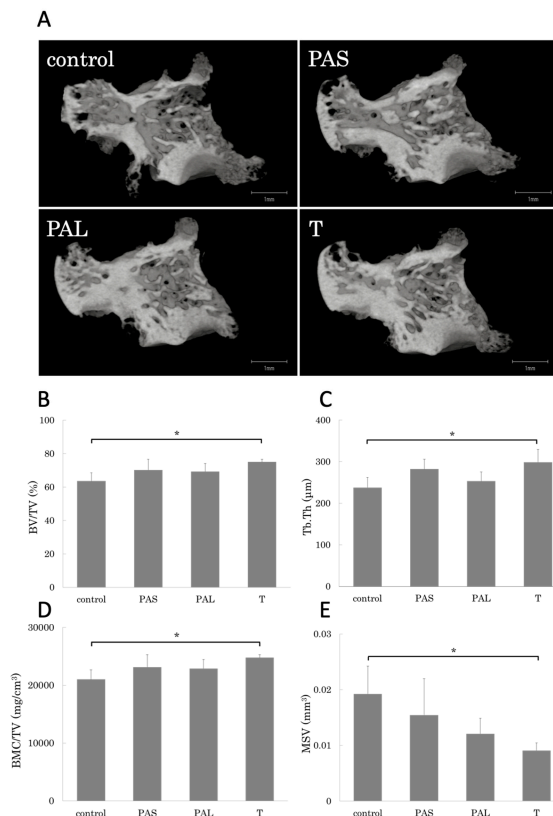 A
control
PAS
1mm
1mm
PAL
T
1mm
1mm
B
C
100
80
60
40
20
0
BV/TV (%)
*
control PAS PAL T
400
300
200
100
0
Tb.Th (μm)
*
control PAS PAL T
D
E
30000
20000
10000
0
BMC/TV (mg/cm³)
*
control PAS PAL T
0.03
0.02
0.01
0
MSV (mm³)
*
control PAS PAL T